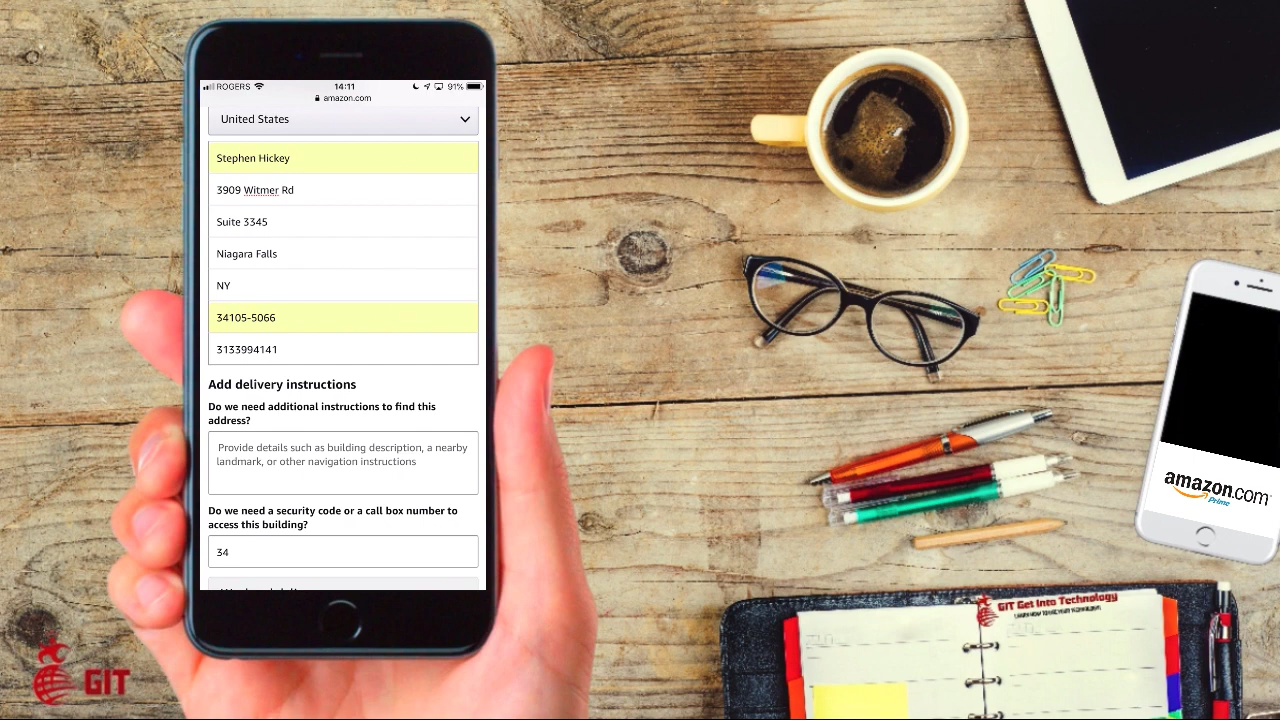 ROGERS
14:11
91%
amazon.com
United States
Stephen Hickey
3909 Witmer Rd
Suite 3345
Niagara Falls
NY
34105-5066
3133994141
Add delivery instructions
Do we need additional instructions to find this
address?
Provide details such as building description, a nearby
landmark, or other navigation instructions
Do we need a security code or a call box number to
access this building?
34
amazon.com
Prime
GIT Get Into Technology
GIT